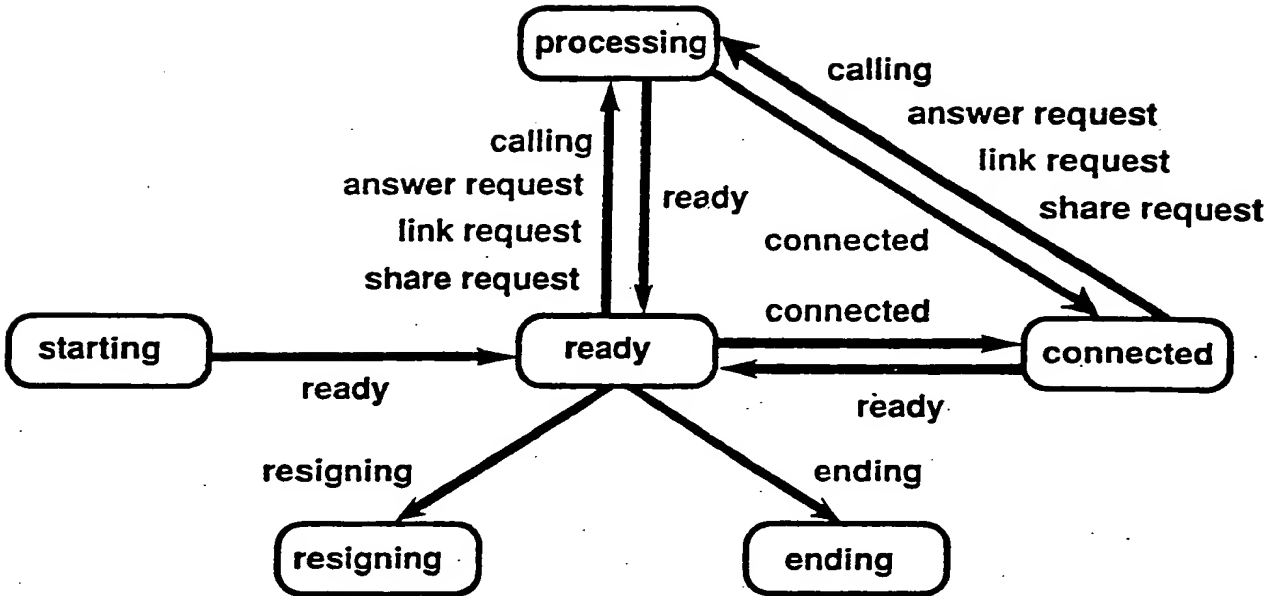 processing
calling
answer request
link request
share request
calling
answer request
link request
share request
ready
connected
connected
starting
ready
connected
ready
ready
resigning
ending
resigning
ending